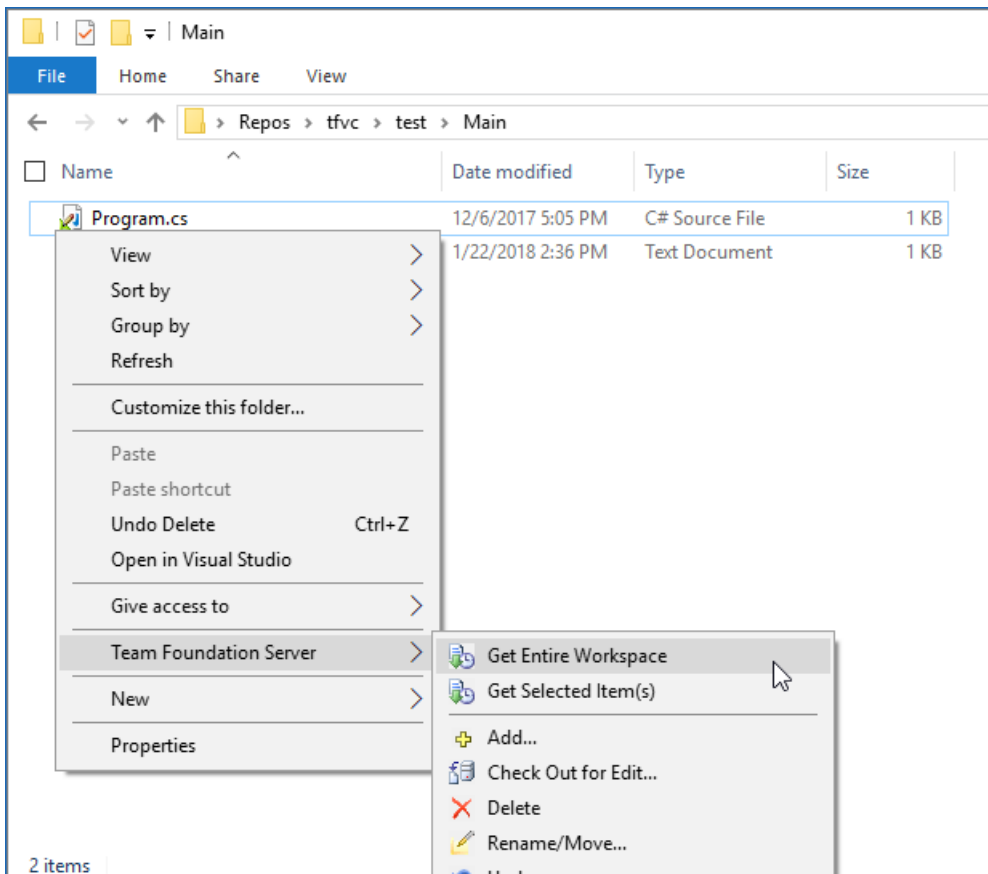 Main
File Home Share View
Repos tfvc test Main
Name Date modified Type Size
Program.cs 12/6/2017 5:05 PM C# Source File 1 KB
1/22/2018 2:36 PM Text Document 1 KB
View
Sort by
Group by
Refresh
Customize this folder...
Paste
Paste shortcut
Undo Delete Ctrl+Z
Open in Visual Studio
Give access to
Team Foundation Server
New
Properties
Get Entire Workspace
Get Selected Item(s)
Add...
Check Out for Edit...
Delete
Rename/Move...
2 items